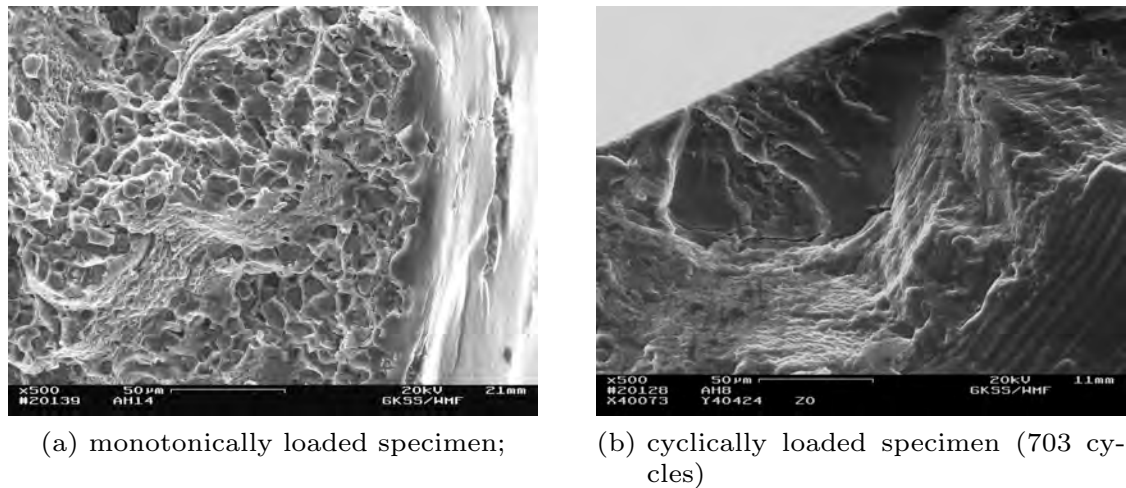 x500 50µm 20kV 21mm
#20139 AH14 GKSS/WMF
x500 50µm 20kV 11mm
#20128 AH8 GKSS/WMF
X40073 Y40424 Z0
(a) monotonically loaded specimen;
(b) cyclically loaded specimen (703 cy-
cles)